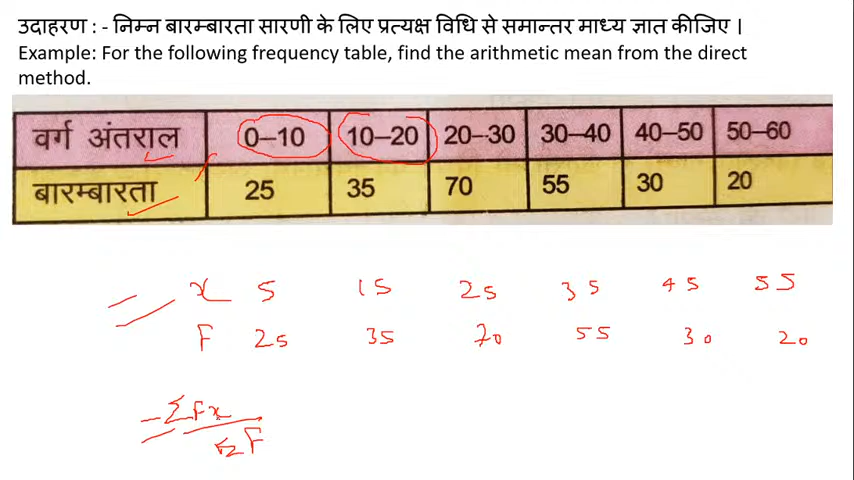 उदाहरण : - निम्न बारम्बारता सारणी के लिए प्रत्यक्ष विधि से समान्तर माध्य ज्ञात कीजिए |
Example: For the following frequency table, find the arithmetic mean from the direct
method.
वर्ग अंतराल 0–10 10–20 20–30 30–40 40–50 50–60
बारम्बारता 25 35 70 55 30 20
x 5 15 25 35 45 55
F 25 35 70 55 30 20
ΣFx
ΣF